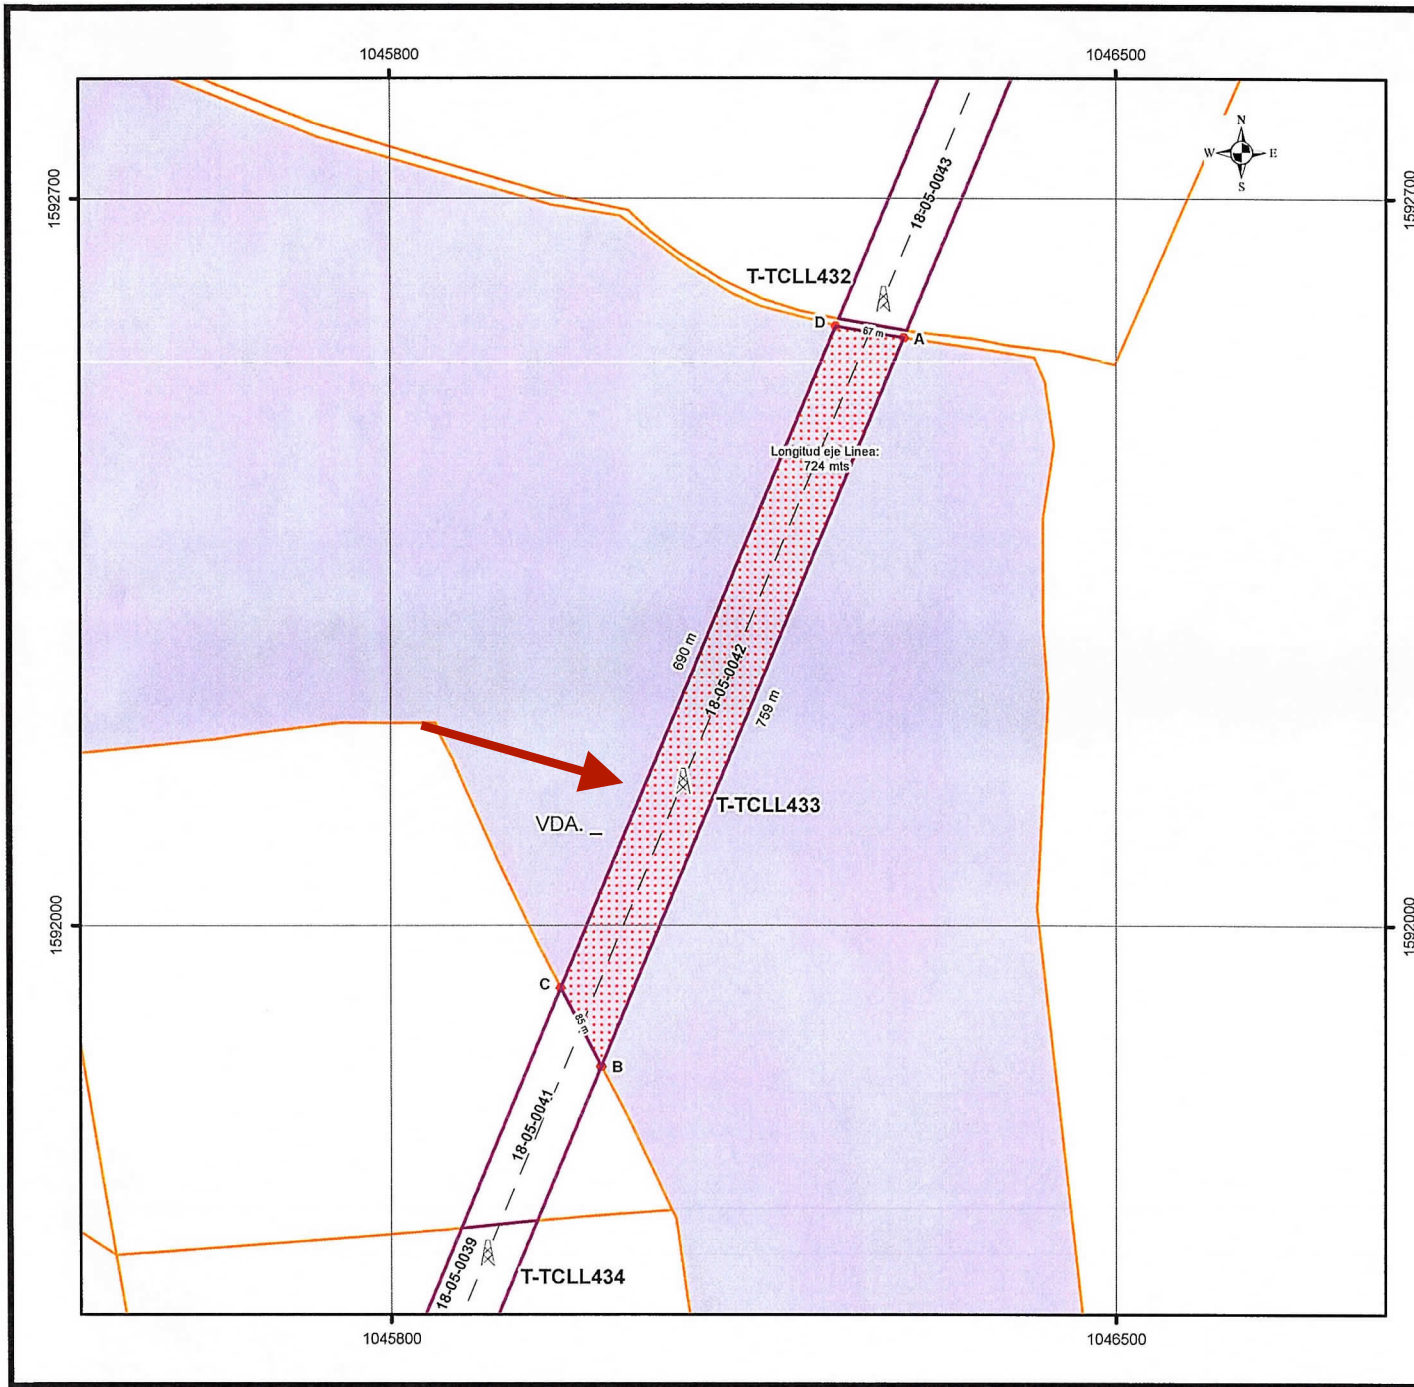 1045800
1046500
N
W E
S
1592700
1592700
18-05-0043
T-TCLL432
D
67 m
A
Longitud eje Linea:
724 mts
690 m
18-05-0042
759 m
T-TCLL433
VDA. _
1592000
1592000
C
85 m
B
18-05-0041
18-05-0039
T-TCLL434
1045800
1046500